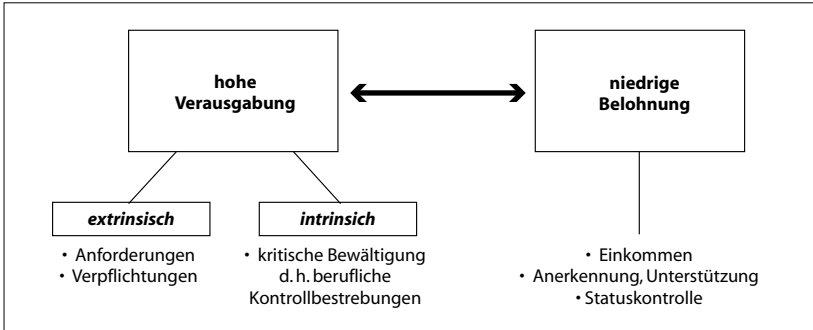 hohe
Verausgabung
niedrige
Belohnung
extrinsisch
intrinsich
• Anforderungen
• Verpflichtungen
• kritische Bewältigung
d. h. berufliche
Kontrollbestrebungen
• Einkommen
• Anerkennung, Unterstützung
• Statuskontrolle